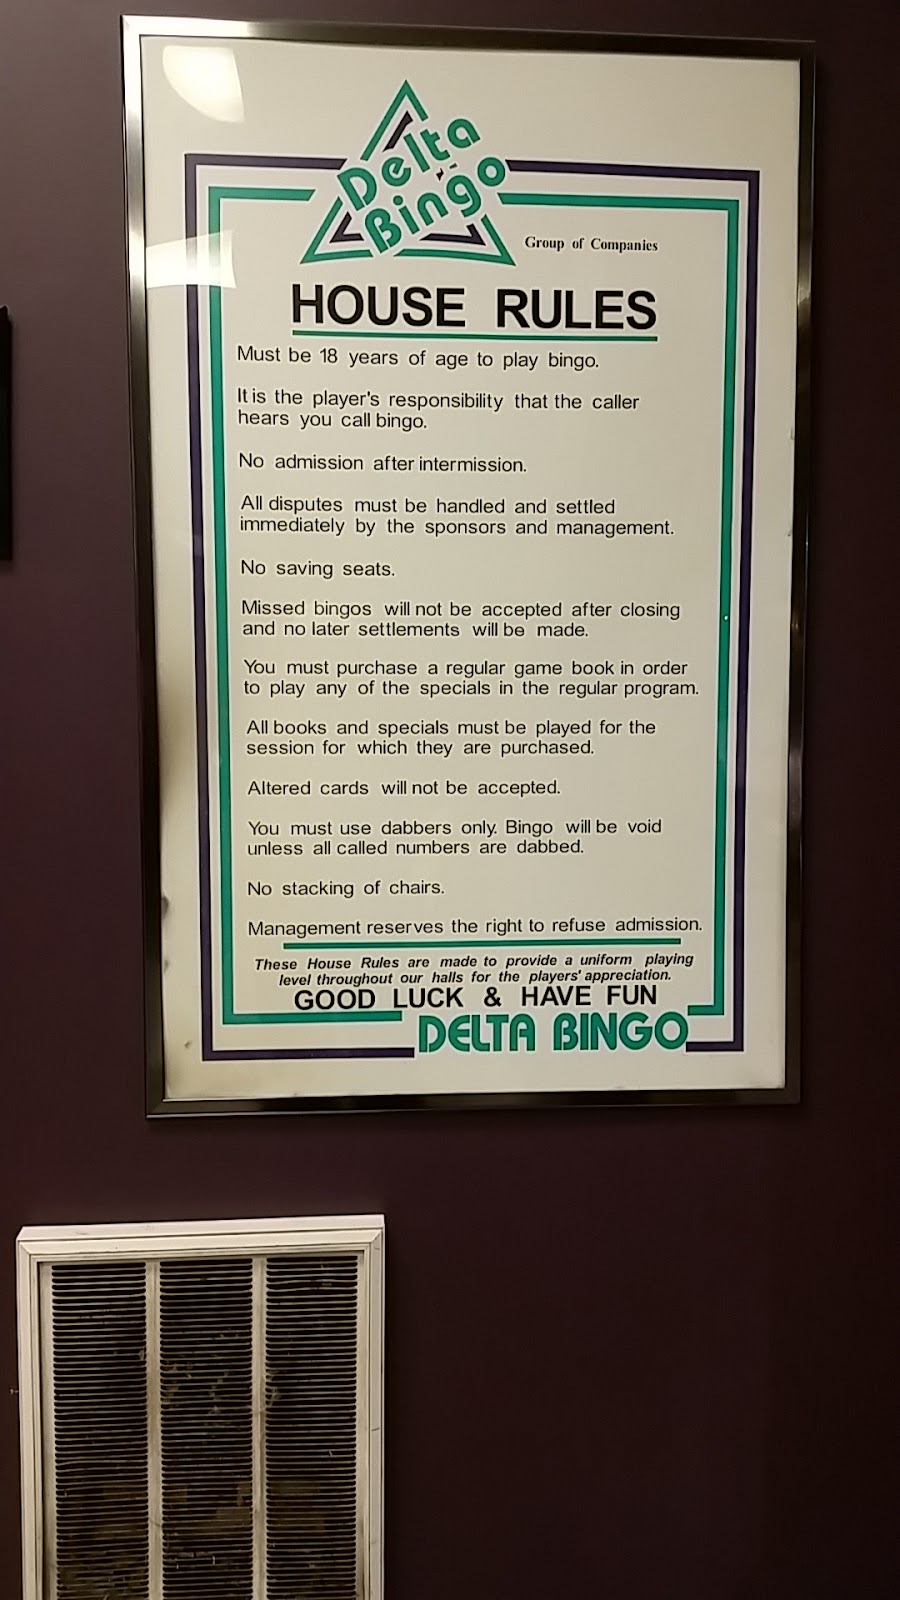 Delta
Bingo
Group of Companies
HOUSE RULES
Must be 18 years of age to play bingo.
It is the player's responsibility that the caller
hears you call bingo.
No admission after intermission.
All disputes must be handled and settled
immediately by the sponsors and management.
No saving seats.
Missed bingos will not be accepted after closing
and no later settlements will be made.
You must purchase a regular game book in order
to play any of the specials in the regular program.
All books and specials must be played for the
session for which they are purchased.
Altered cards will not be accepted.
You must use dabbers only. Bingo will be void
unless all called numbers are dabbed.
No stacking of chairs.
Management reserves the right to refuse admission.
These House Rules are made to provide a uniform playing
level throughout our halls for the players' appreciation.
GOOD LUCK & HAVE FUN
DELTA BINGO